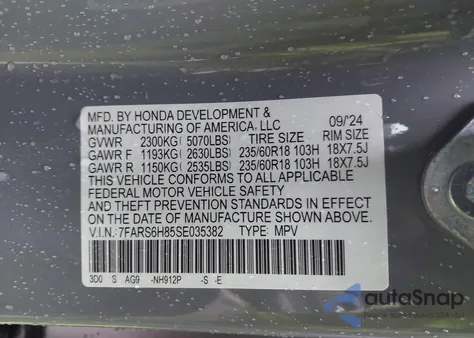 MFD. BY HONDA DEVELOPMENT &
MANUFACTURING OF AMERICA, LLC 09/'24
GVWR 2300KG( 5070LBS) TIRE SIZE RIM SIZE
GAWR F 1193KG( 2630LBS) 235/60R18 103H 18X7.5J
GAWR R 1150KG( 2535LBS) 235/60R18 103H 18X7.5J
THIS VEHICLE CONFORMS TO ALL APPLICABLE
FEDERAL MOTOR VEHICLE SAFETY
AND THEFT PREVENTION STANDARDS IN EFFECT
ON THE DATE OF MANUFACTURE SHOWN ABOVE.
V.I.N: 7FARS6H85SE035382 TYPE: MPV
3D0 S AG9 -NH912P -S -E
autoSnap